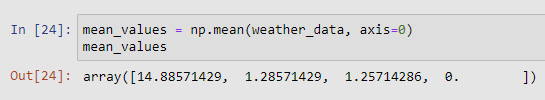 In [24]: mean_values = np.mean(weather_data, axis=0)
mean_values
Out[24]: array([14.88571429,  1.28571429,  1.25714286,  0.        ])